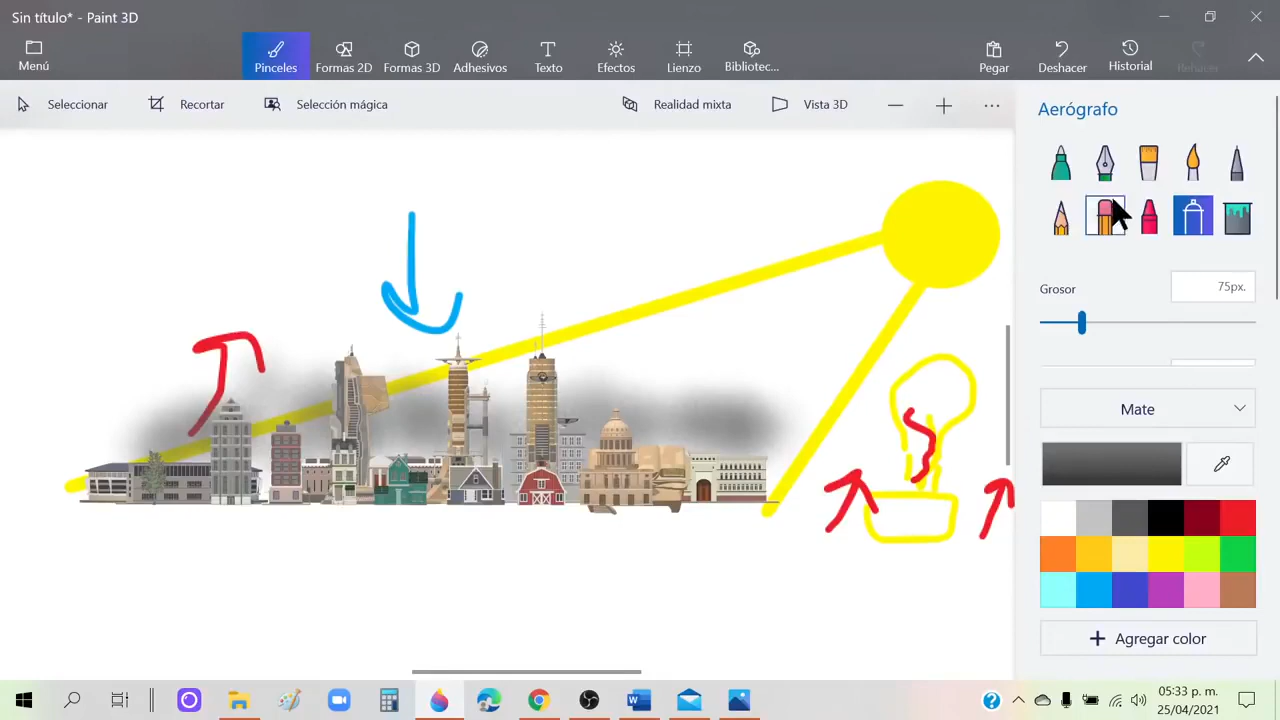 Sin título* - Paint 3D
Menú
Pinceles
Formas 2D
Formas 3D
Adhesivos
Texto
Efectos
Lienzo
Bibliotec...
Pegar
Deshacer
Historial
Rehacer
Seleccionar
Recortar
Selección mágica
Realidad mixta
Vista 3D
Aerógrafo
Grosor
75px.
Mate
Agregar color
05:33 p. m.
25/04/2021